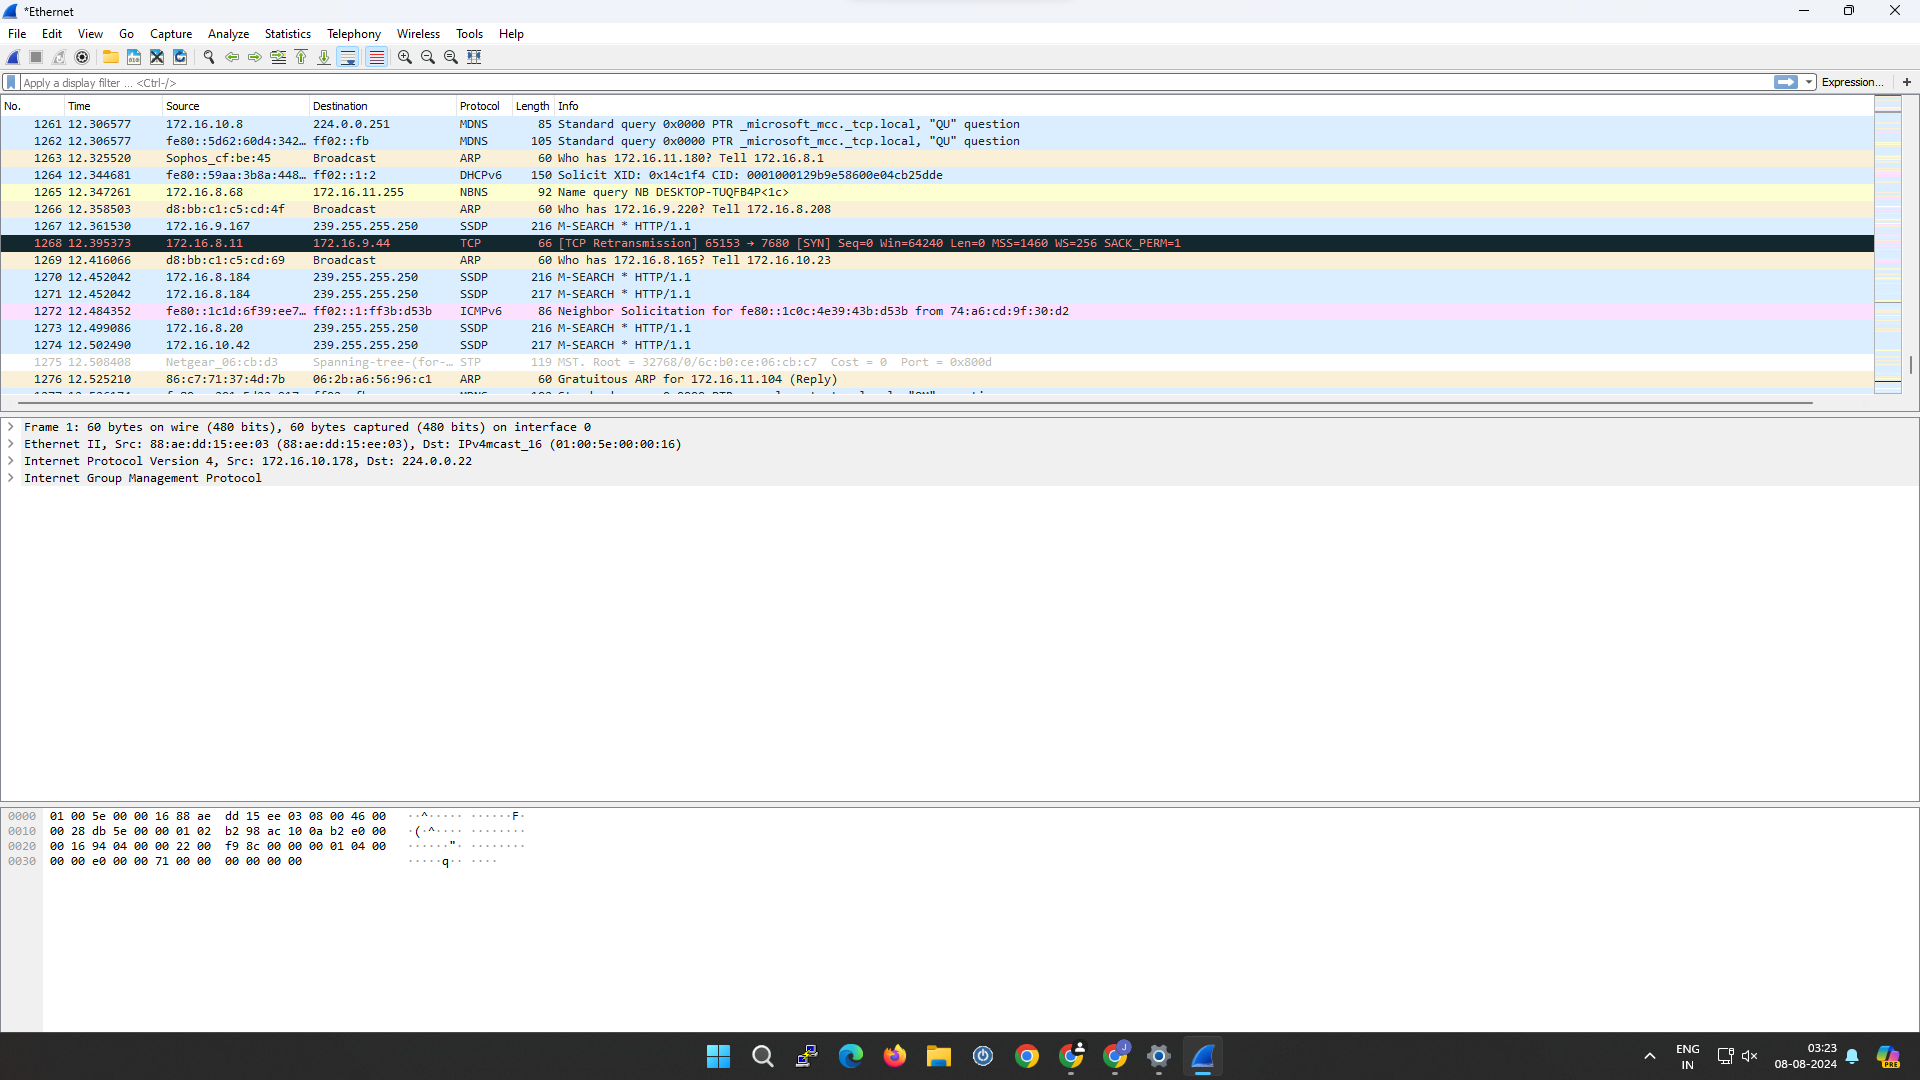 *Ethernet
File Edit View Go Capture Analyze Statistics Telephony Wireless Tools Help
Apply a display filter ... <Ctrl-/> Expression... +
No. Time Source Destination Protocol Length Info
1261 12.306577 172.16.10.8 224.0.0.251 MDNS 85 Standard query 0x0000 PTR _microsoft_mcc._tcp.local, "QU" question
1262 12.306577 fe80::5d62:60d4:342… ff02::fb MDNS 105 Standard query 0x0000 PTR _microsoft_mcc._tcp.local, "QU" question
1263 12.325520 Sophos_cf:be:45 Broadcast ARP 60 Who has 172.16.11.180? Tell 172.16.8.1
1264 12.344681 fe80::59aa:3b8a:448… ff02::1:2 DHCPv6 150 Solicit XID: 0x14c1f4 CID: 0001000129b9e58600e04cb25dde
1265 12.347261 172.16.8.68 172.16.11.255 NBNS 92 Name query NB DESKTOP-TUQFB4P<1c>
1266 12.358503 d8:bb:c1:c5:cd:4f Broadcast ARP 60 Who has 172.16.9.220? Tell 172.16.8.208
1267 12.361530 172.16.9.167 239.255.255.250 SSDP 216 M-SEARCH * HTTP/1.1
1268 12.395373 172.16.8.11 172.16.9.44 TCP 66 [TCP Retransmission] 65153 → 7680 [SYN] Seq=0 Win=64240 Len=0 MSS=1460 WS=256 SACK_PERM=1
1269 12.416066 d8:bb:c1:c5:cd:69 Broadcast ARP 60 Who has 172.16.8.165? Tell 172.16.10.23
1270 12.452042 172.16.8.184 239.255.255.250 SSDP 216 M-SEARCH * HTTP/1.1
1271 12.452042 172.16.8.184 239.255.255.250 SSDP 217 M-SEARCH * HTTP/1.1
1272 12.484352 fe80::1c1d:6f39:ee7… ff02::1:ff3b:d53b ICMPv6 86 Neighbor Solicitation for fe80::1c0c:4e39:43b:d53b from 74:a6:cd:9f:30:d2
1273 12.499086 172.16.8.20 239.255.255.250 SSDP 216 M-SEARCH * HTTP/1.1
1274 12.502490 172.16.10.42 239.255.255.250 SSDP 217 M-SEARCH * HTTP/1.1
1275 12.508408 Netgear_06:cb:d3 Spanning-tree-(for-… STP 119 MST. Root = 32768/0/6c:b0:ce:06:cb:c7 Cost = 0 Port = 0x800d
1276 12.525210 86:c7:71:37:4d:7b 06:2b:a6:56:96:c1 ARP 60 Gratuitous ARP for 172.16.11.104 (Reply)
Frame 1: 60 bytes on wire (480 bits), 60 bytes captured (480 bits) on interface 0
Ethernet II, Src: 88:ae:dd:15:ee:03 (88:ae:dd:15:ee:03), Dst: IPv4mcast_16 (01:00:5e:00:00:16)
Internet Protocol Version 4, Src: 172.16.10.178, Dst: 224.0.0.22
Internet Group Management Protocol
0000 01 00 5e 00 00 16 88 ae dd 15 ee 03 08 00 46 00 ··^····· ······F·
0010 00 28 db 5e 00 00 01 02 b2 98 ac 10 0a b2 e0 00 ·(·^···· ········
0020 00 16 94 04 00 00 22 00 f9 8c 00 00 00 01 04 00 ······"· ········
0030 00 00 e0 00 00 71 00 00 00 00 00 00 ·····q·· ····
ENG
IN
03:23
08-08-2024
PRE